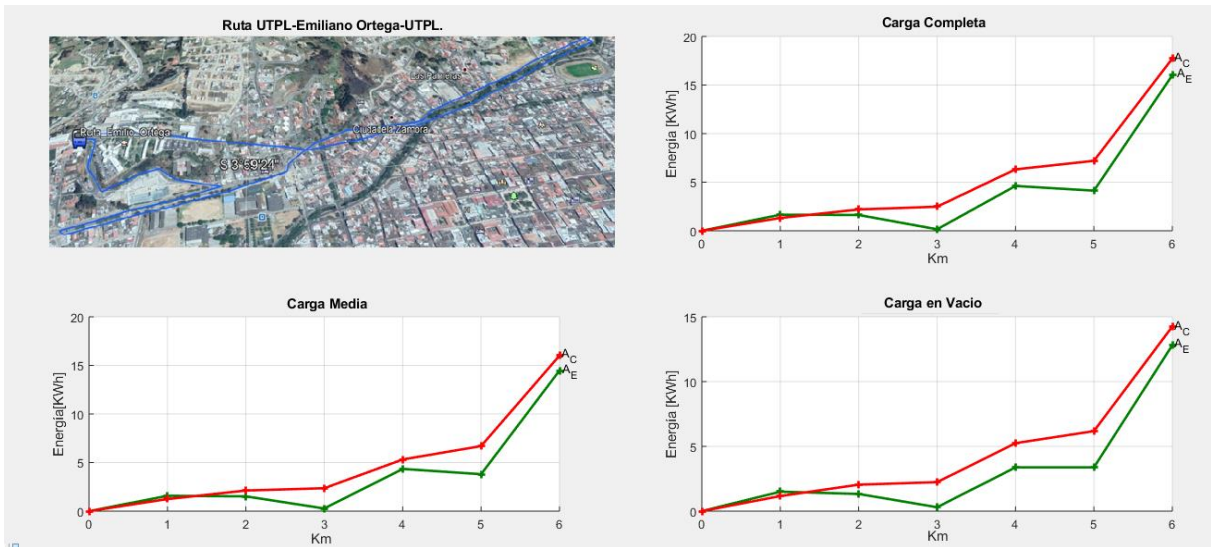 Ruta UTPL-Emiliano Ortega-UTPL.
Las Palmeras
Ciudadela Zamora
Ruta_Emilio_Ortega
S 3°59'24"
Carga Completa
Energia [KWh]
20
15
10
5
0
0 1 2 3 4 5 6
Km
A_C
A_E
Carga Media
Energia[KWh]
20
15
10
5
0
0 1 2 3 4 5 6
Km
A_C
A_E
Carga en Vacio
Energia [KWh]
15
10
5
0
0 1 2 3 4 5 6
Km
A_C
A_E